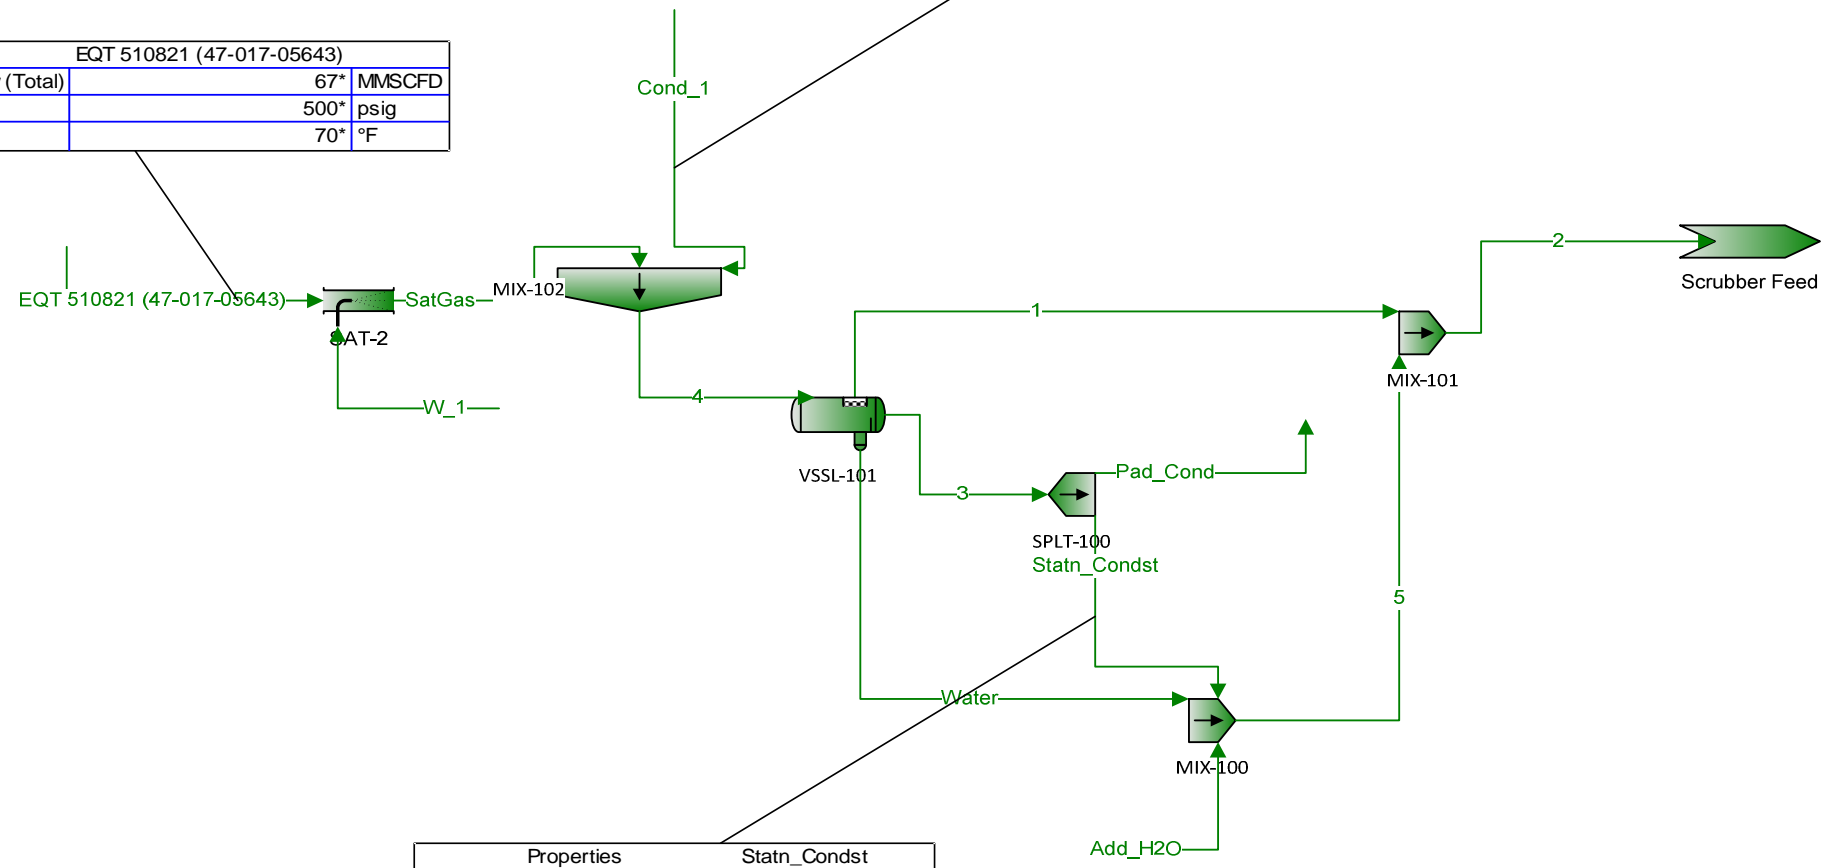 EQT 510821 (47-017-05643)
(Total) 67* MMSCFD
500* psig
70* °F
Cond_1
EQT 510821 (47-017-05643)
SatGas
MIX-102
SAT-2
W_1
4
VSSL-101
1
2
Scrubber Feed
MIX-101
3
Pad_Cond
SPLT-100
Statn_Condst
5
Water
MIX-100
Add_H2O
Properties Statn_Condst